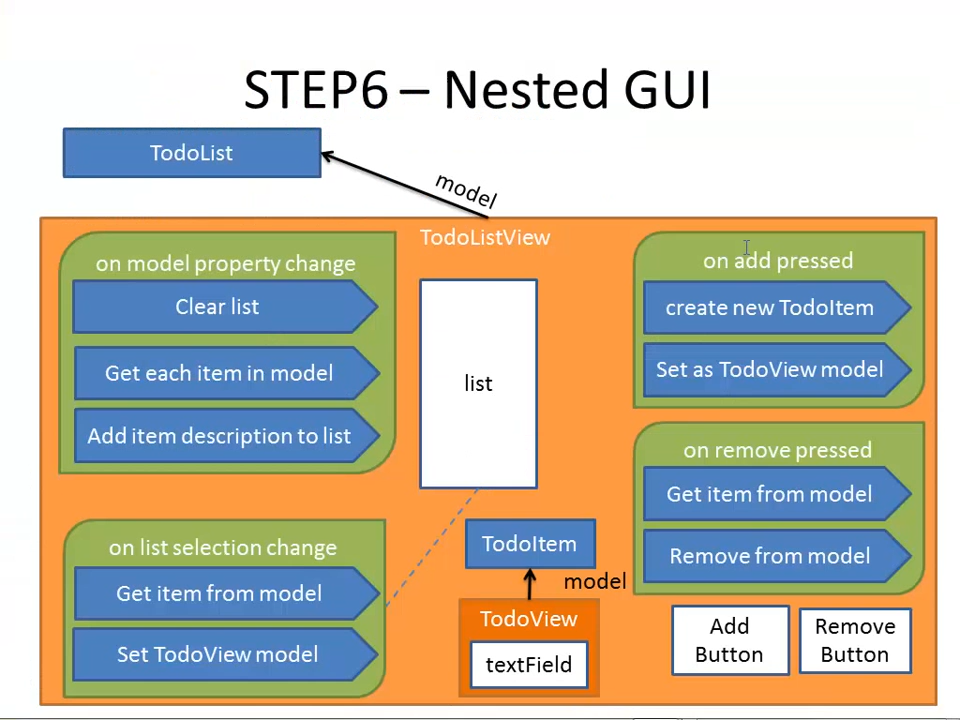 STEP6 – Nested GUI
TodoList
model
TodoListView
on model property change
Clear list
Get each item in model
Add item description to list
list
on add pressed
create new TodoItem
Set as TodoView model
on remove pressed
Get item from model
Remove from model
on list selection change
Get item from model
Set TodoView model
TodoItem
model
TodoView
textField
Add
Button
Remove
Button